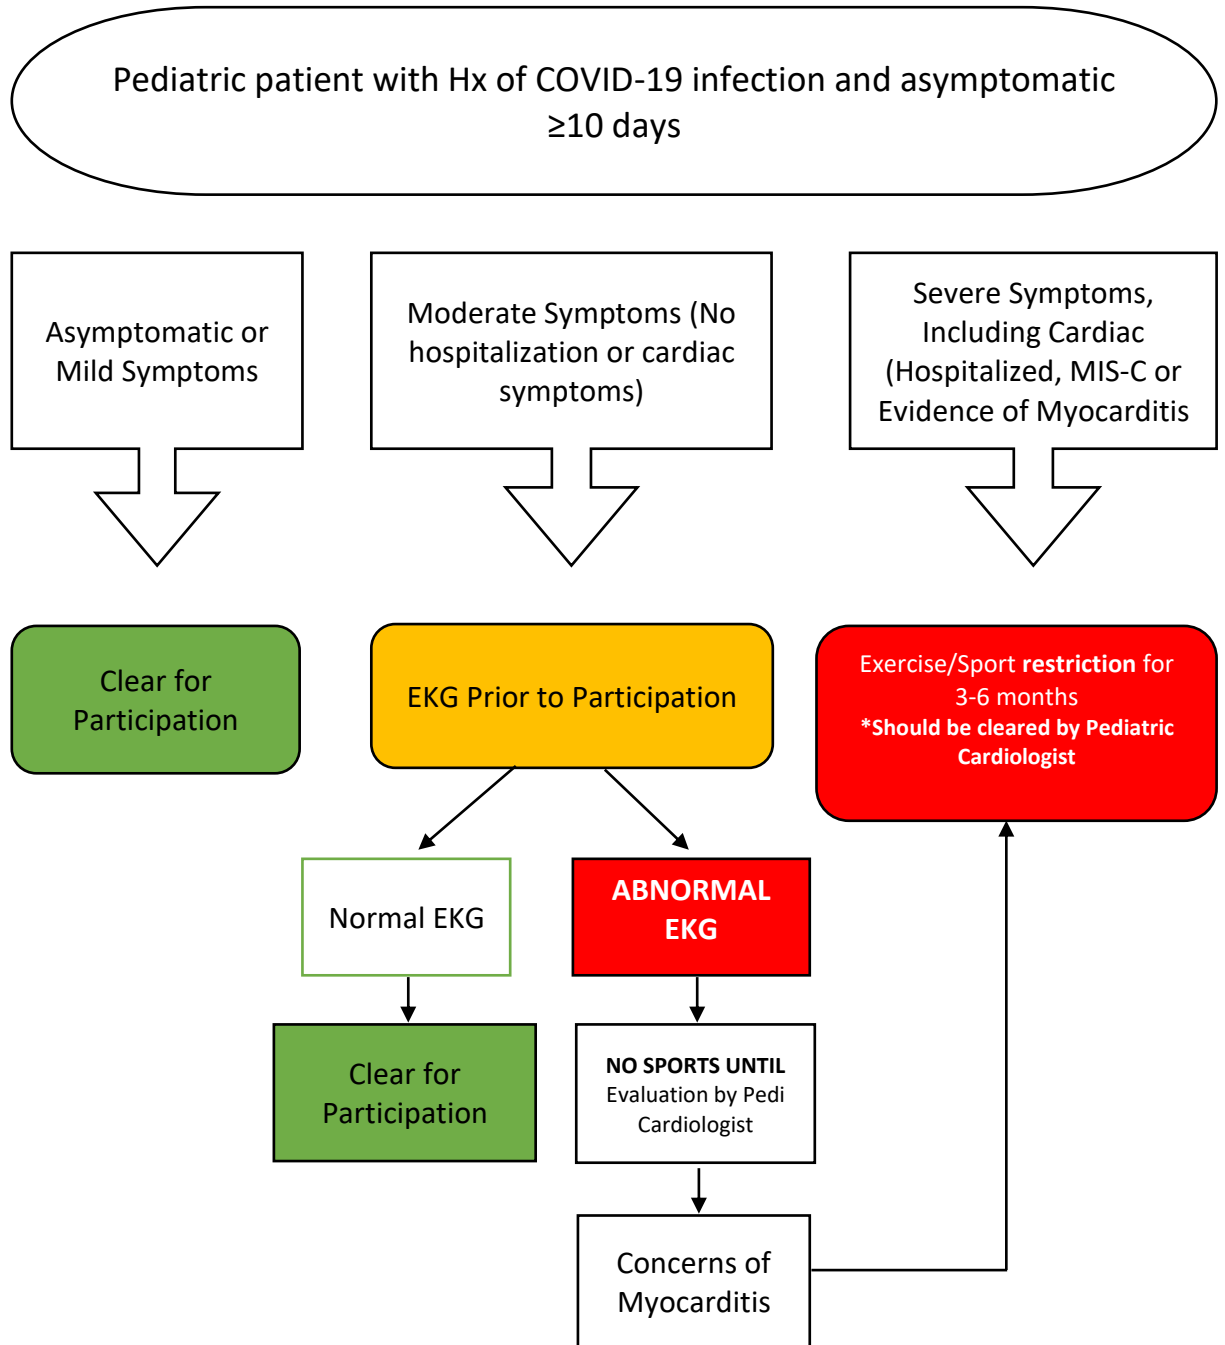 Pediatric patient with Hx of COVID-19 infection and asymptomatic
≥10 days
Asymptomatic or
Mild Symptoms
Moderate Symptoms (No
hospitalization or cardiac
symptoms)
Severe Symptoms,
Including Cardiac
(Hospitalized, MIS-C or
Evidence of Myocarditis
Clear for
Participation
EKG Prior to Participation
Exercise/Sport restriction for
3-6 months
*Should be cleared by Pediatric
Cardiologist
Normal EKG
ABNORMAL
EKG
Clear for
Participation
NO SPORTS UNTIL
Evaluation by Pedi
Cardiologist
Concerns of
Myocarditis